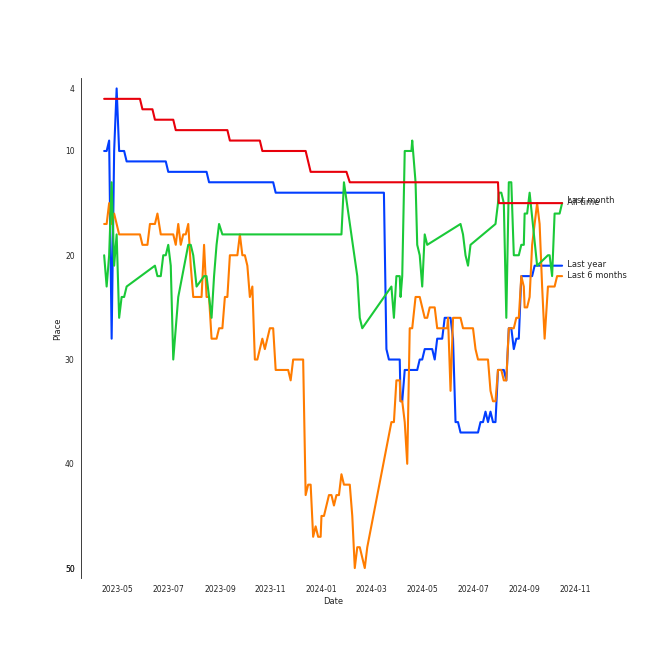 4
10
20
30
40
50
Place
2023-05
2023-07
2023-09
2023-11
2024-01
2024-03
2024-05
2024-07
2024-09
2024-11
Date
Last month
All time
Last year
Last 6 months